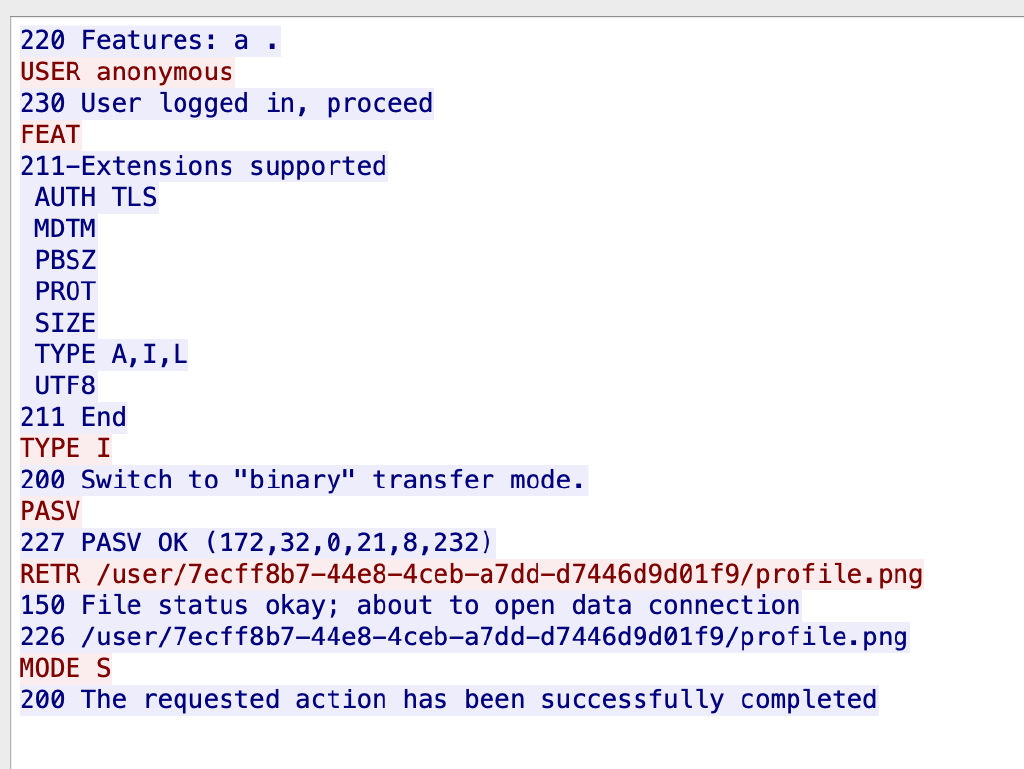 220 Features: a .
USER anonymous
230 User logged in, proceed
FEAT
211-Extensions supported
 AUTH TLS
 MDTM
 PBSZ
 PROT
 SIZE
 TYPE A,I,L
 UTF8
211 End
TYPE I
200 Switch to "binary" transfer mode.
PASV
227 PASV OK (172,32,0,21,8,232)
RETR /user/7ecff8b7-44e8-4ceb-a7dd-d7446d9d01f9/profile.png
150 File status okay; about to open data connection
226 /user/7ecff8b7-44e8-4ceb-a7dd-d7446d9d01f9/profile.png
MODE S
200 The requested action has been successfully completed